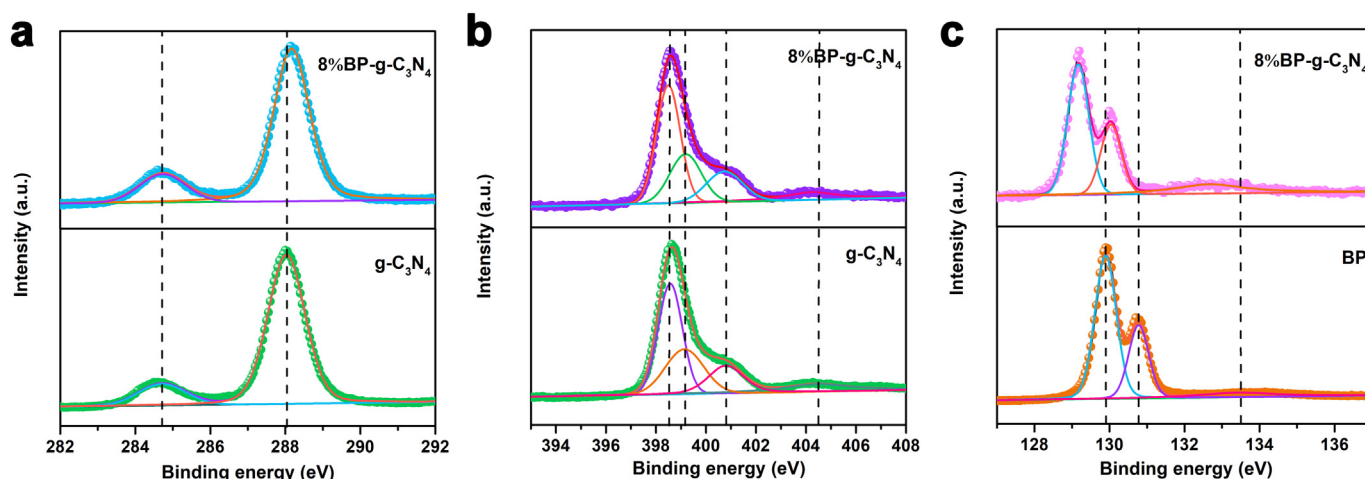 a
8%BP-g-C₃N₄
g-C₃N₄
Intensity (a.u.)
282 284 286 288 290 292
Binding energy (eV)
b
8%BP-g-C₃N₄
g-C₃N₄
Intensity (a.u.)
394 396 398 400 402 404 406 408
Binding energy (eV)
c
8%BP-g-C₃N₄
BP
Intensity (a.u.)
128 130 132 134 136
Binding energy (eV)